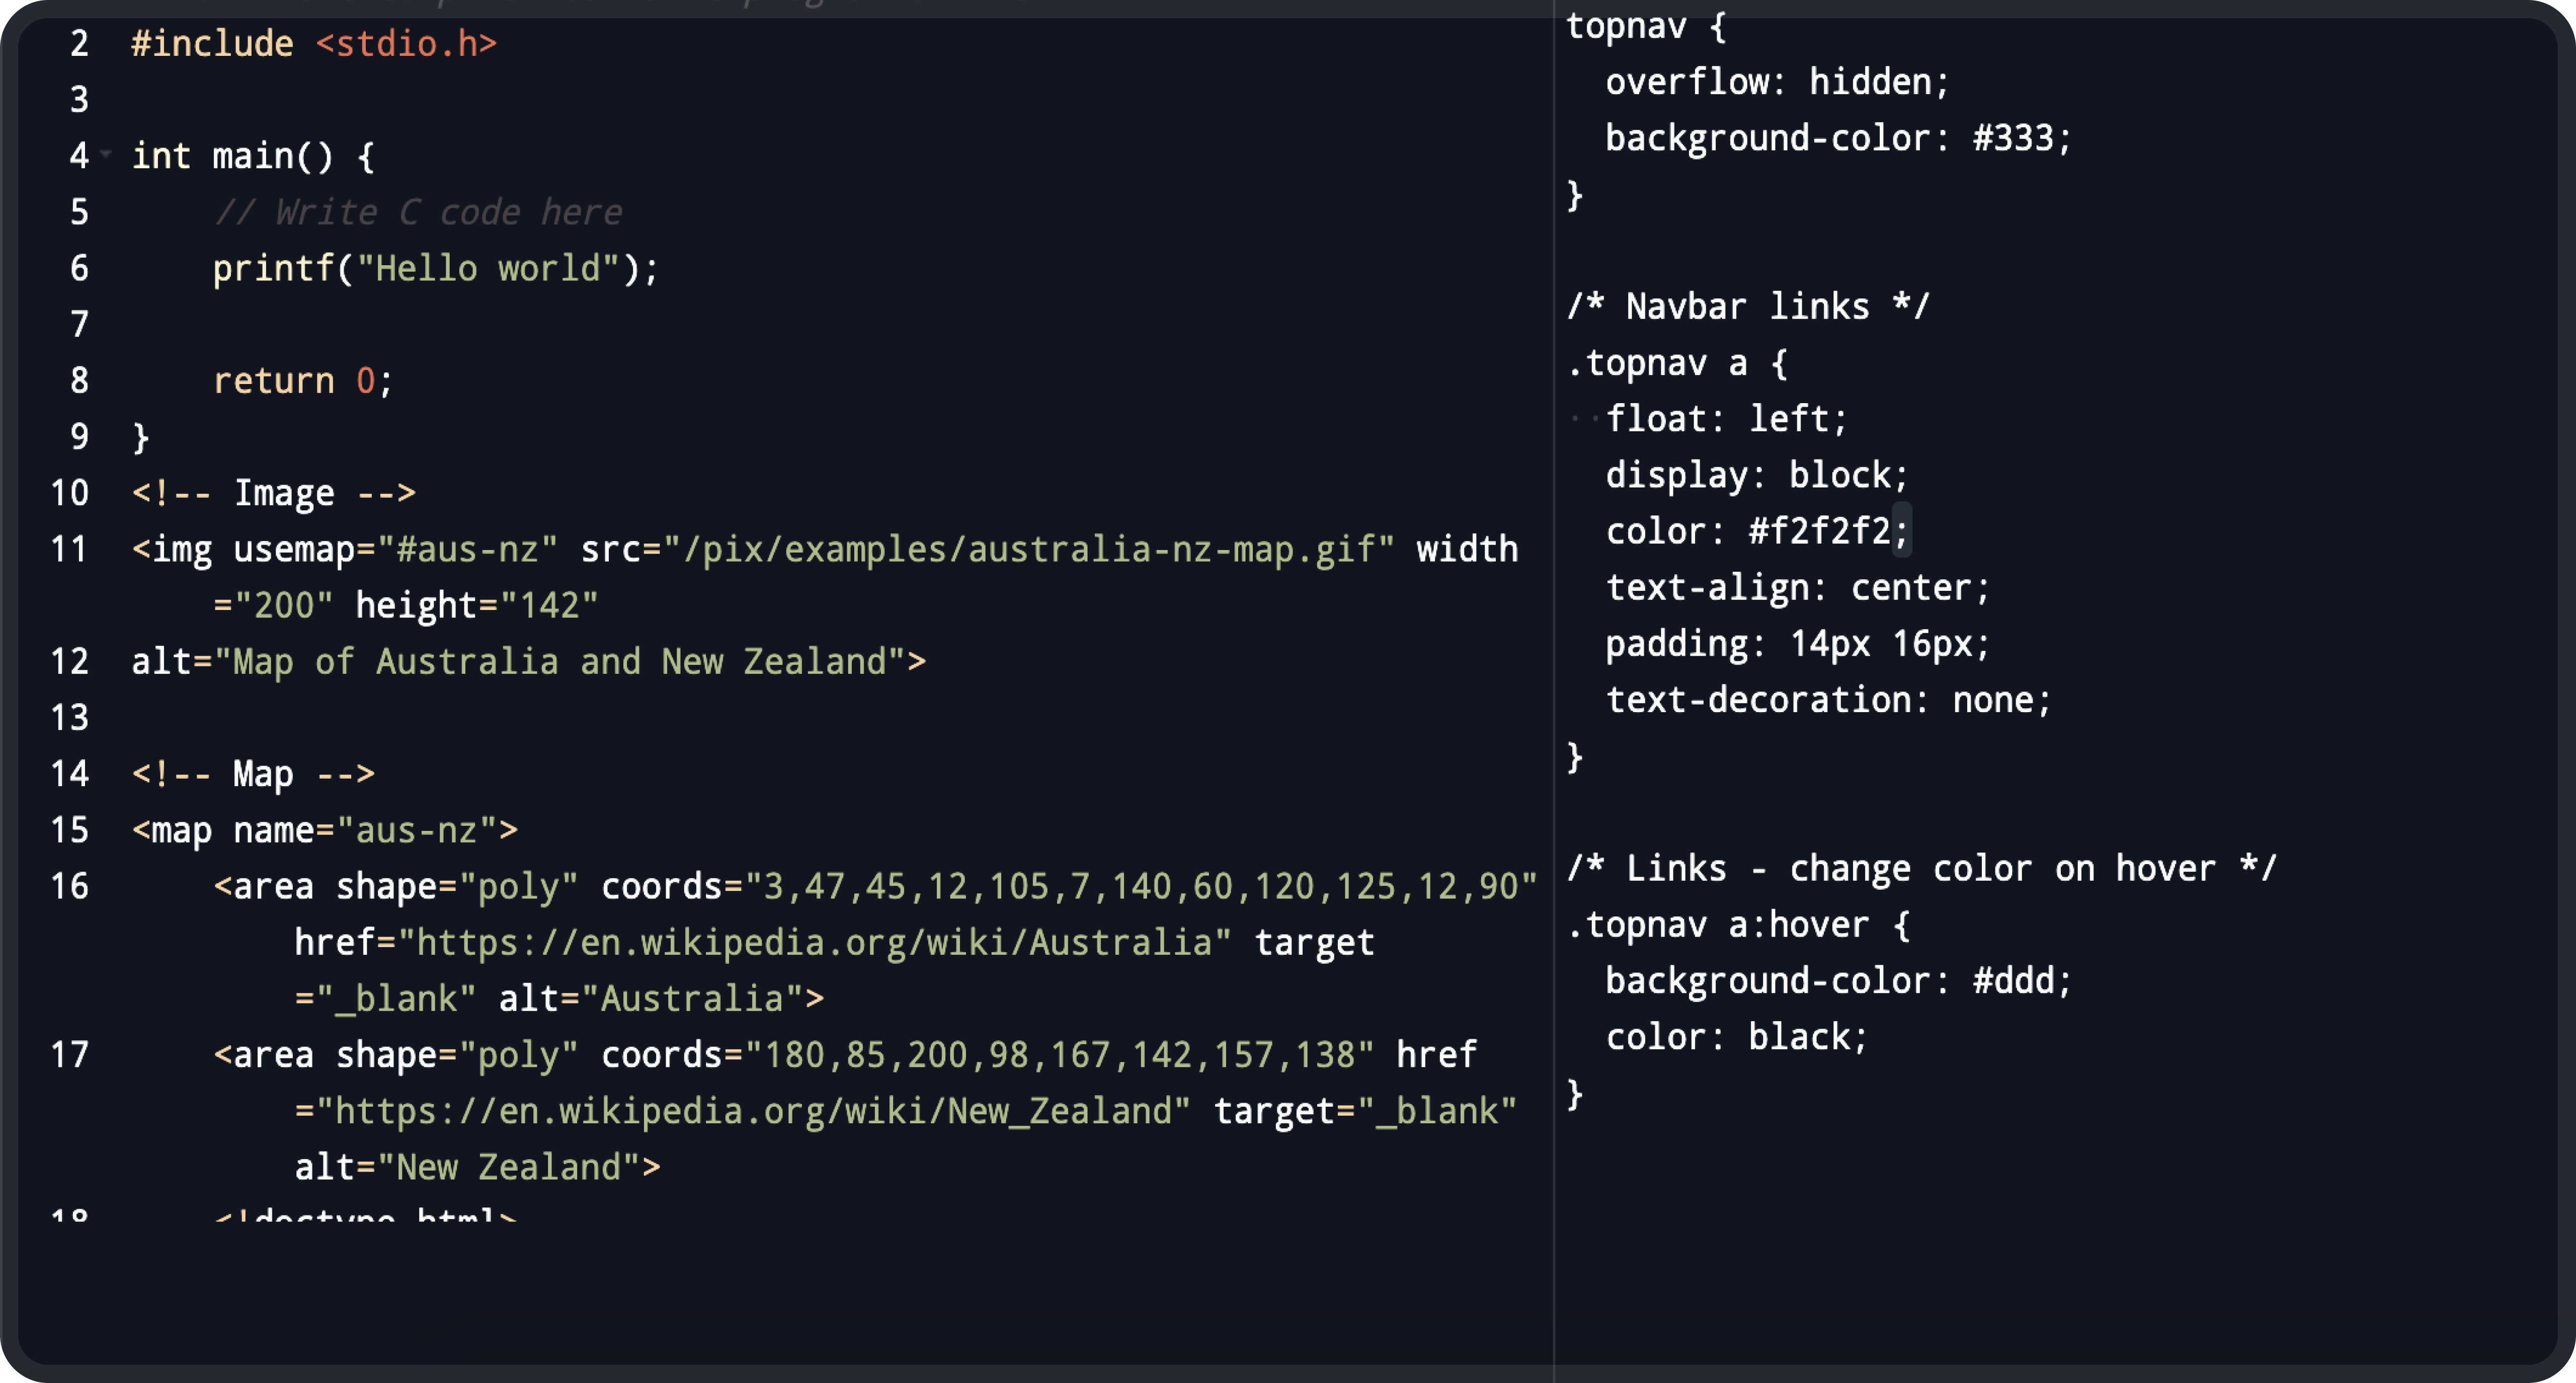 2 #include <stdio.h>
3
4 int main() {
5     // Write C code here
6     printf("Hello world");
7
8     return 0;
9 }
10 <!-- Image -->
11 <img usemap="#aus-nz" src="/pix/examples/australia-nz-map.gif" width
="200" height="142"
12 alt="Map of Australia and New Zealand">
13
14 <!-- Map -->
15 <map name="aus-nz">
16     <area shape="poly" coords="3,47,45,12,105,7,140,60,120,125,12,90"
href="https://en.wikipedia.org/wiki/Australia" target
="_blank" alt="Australia">
17     <area shape="poly" coords="180,85,200,98,167,142,157,138" href
="https://en.wikipedia.org/wiki/New_Zealand" target="_blank"
alt="New Zealand">
18     <!doctype html>
topnav {
  overflow: hidden;
  background-color: #333;
}

/* Navbar links */
.topnav a {
  float: left;
  display: block;
  color: #f2f2f2;
  text-align: center;
  padding: 14px 16px;
  text-decoration: none;
}

/* Links - change color on hover */
.topnav a:hover {
  background-color: #ddd;
  color: black;
}